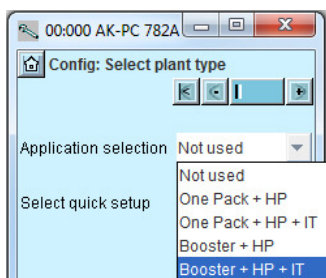 00:000 AK-PC 782A
Config: Select plant type
Application selection Not used
Not used
Select quick setup
One Pack + HP
One Pack + HP + IT
Booster + HP
Booster + HP + IT